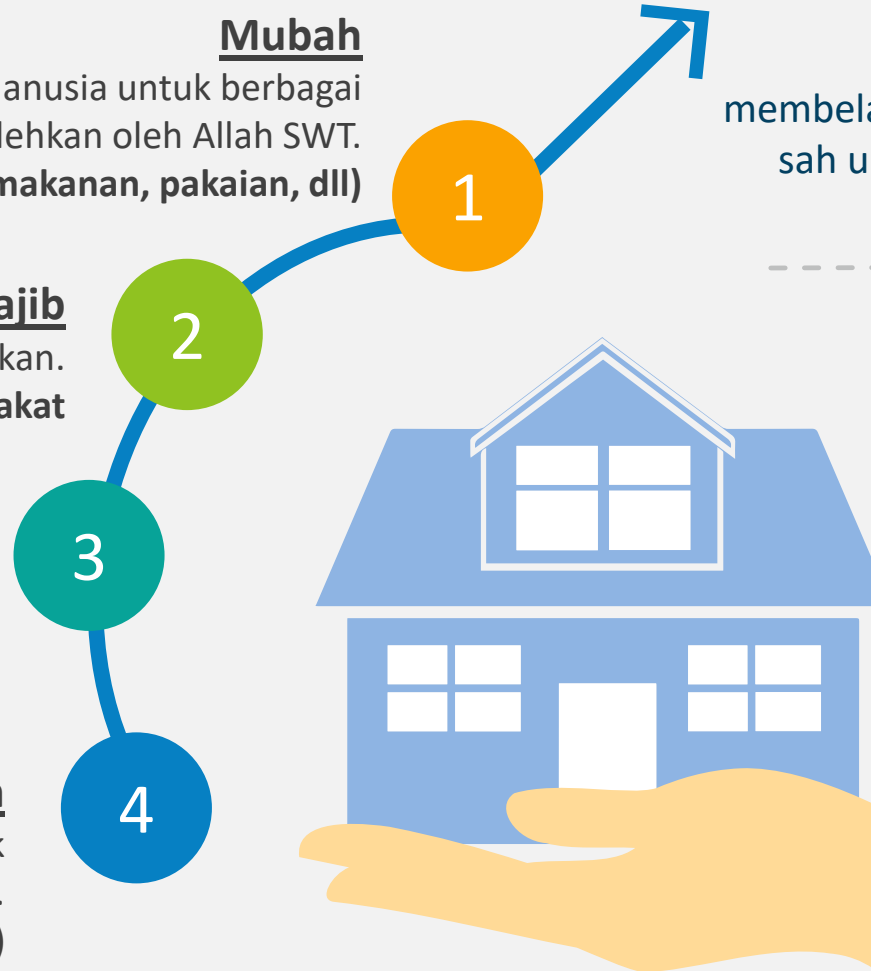 Mubah
anusia untuk berbagai
lehkan oleh Allah SWT.
makanan, pakaian, dll)
1
membela
sah u
ajib
kan.
akat
2
3
4
k
.
)